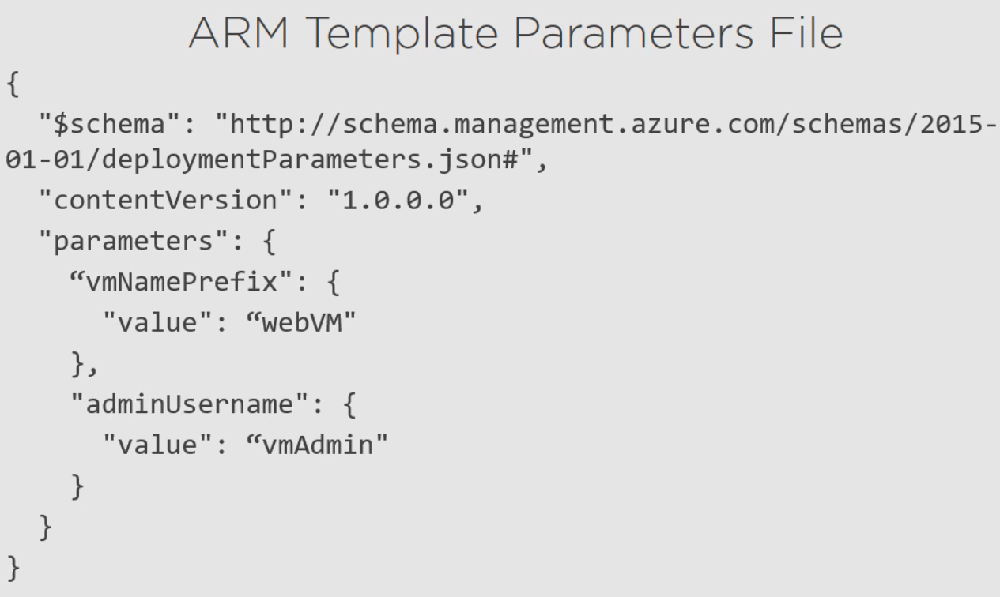 ARM Template Parameters File
{
  "$schema": "http://schema.management.azure.com/schemas/2015-
01-01/deploymentParameters.json#",
  "contentVersion": "1.0.0.0",
  "parameters": {
    “vmNamePrefix": {
      "value": “webVM"
    },
    "adminUsername": {
      "value": “vmAdmin"
    }
  }
}